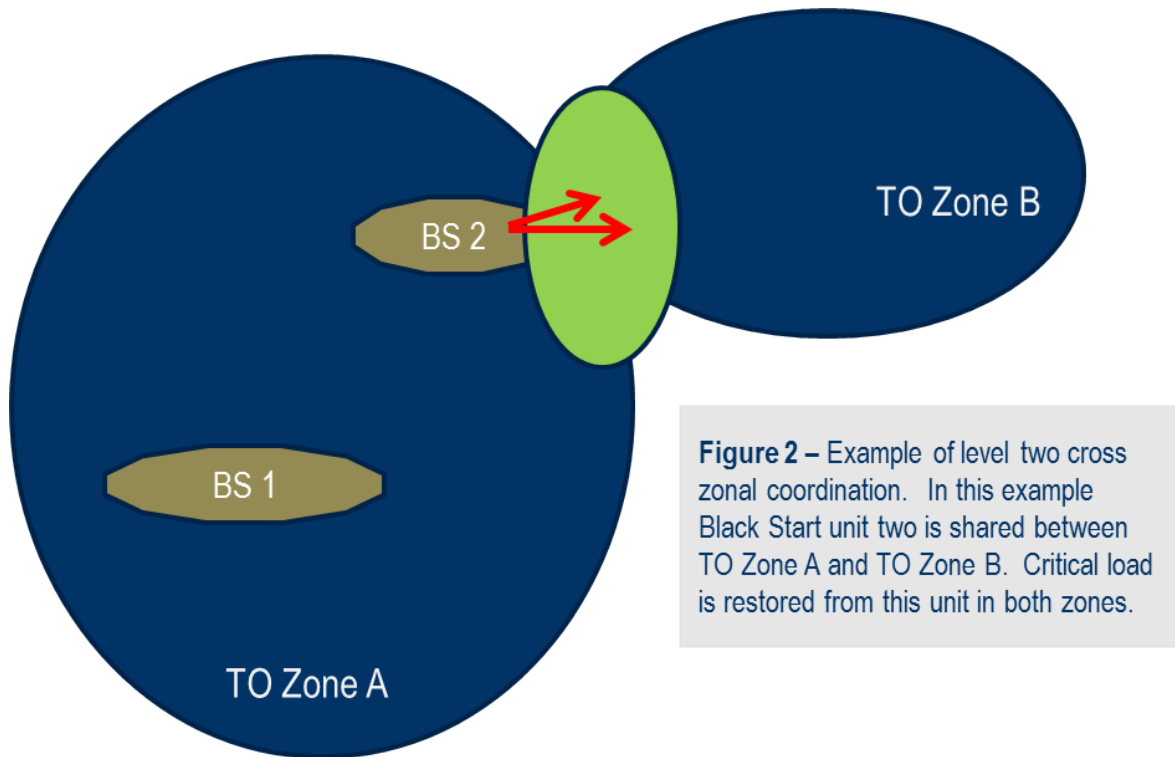 TO Zone B
BS 2
BS 1
TO Zone A
Figure 2 – Example of level two cross
zonal coordination. In this example
Black Start unit two is shared between
TO Zone A and TO Zone B. Critical load
is restored from this unit in both zones.